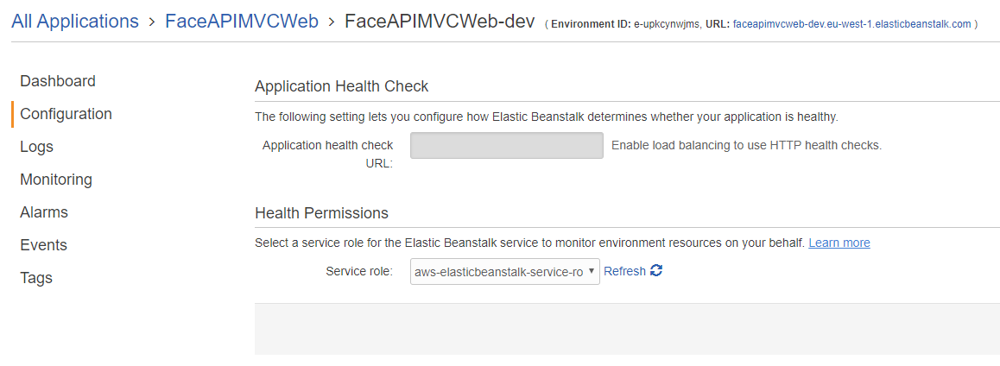 All Applications > FaceAPIMVCWeb > FaceAPIMVCWeb-dev ( Environment ID: e-upkcynwjms, URL: faceapimvcweb-dev.eu-west-1.elasticbeanstalk.com )
Dashboard
Configuration
Logs
Monitoring
Alarms
Events
Tags
Application Health Check
The following setting lets you configure how Elastic Beanstalk determines whether your application is healthy.
Application health check Enable load balancing to use HTTP health checks.
URL:
Health Permissions
Select a service role for the Elastic Beanstalk service to monitor environment resources on your behalf. Learn more
Service role: aws-elasticbeanstalk-service-ro Refresh